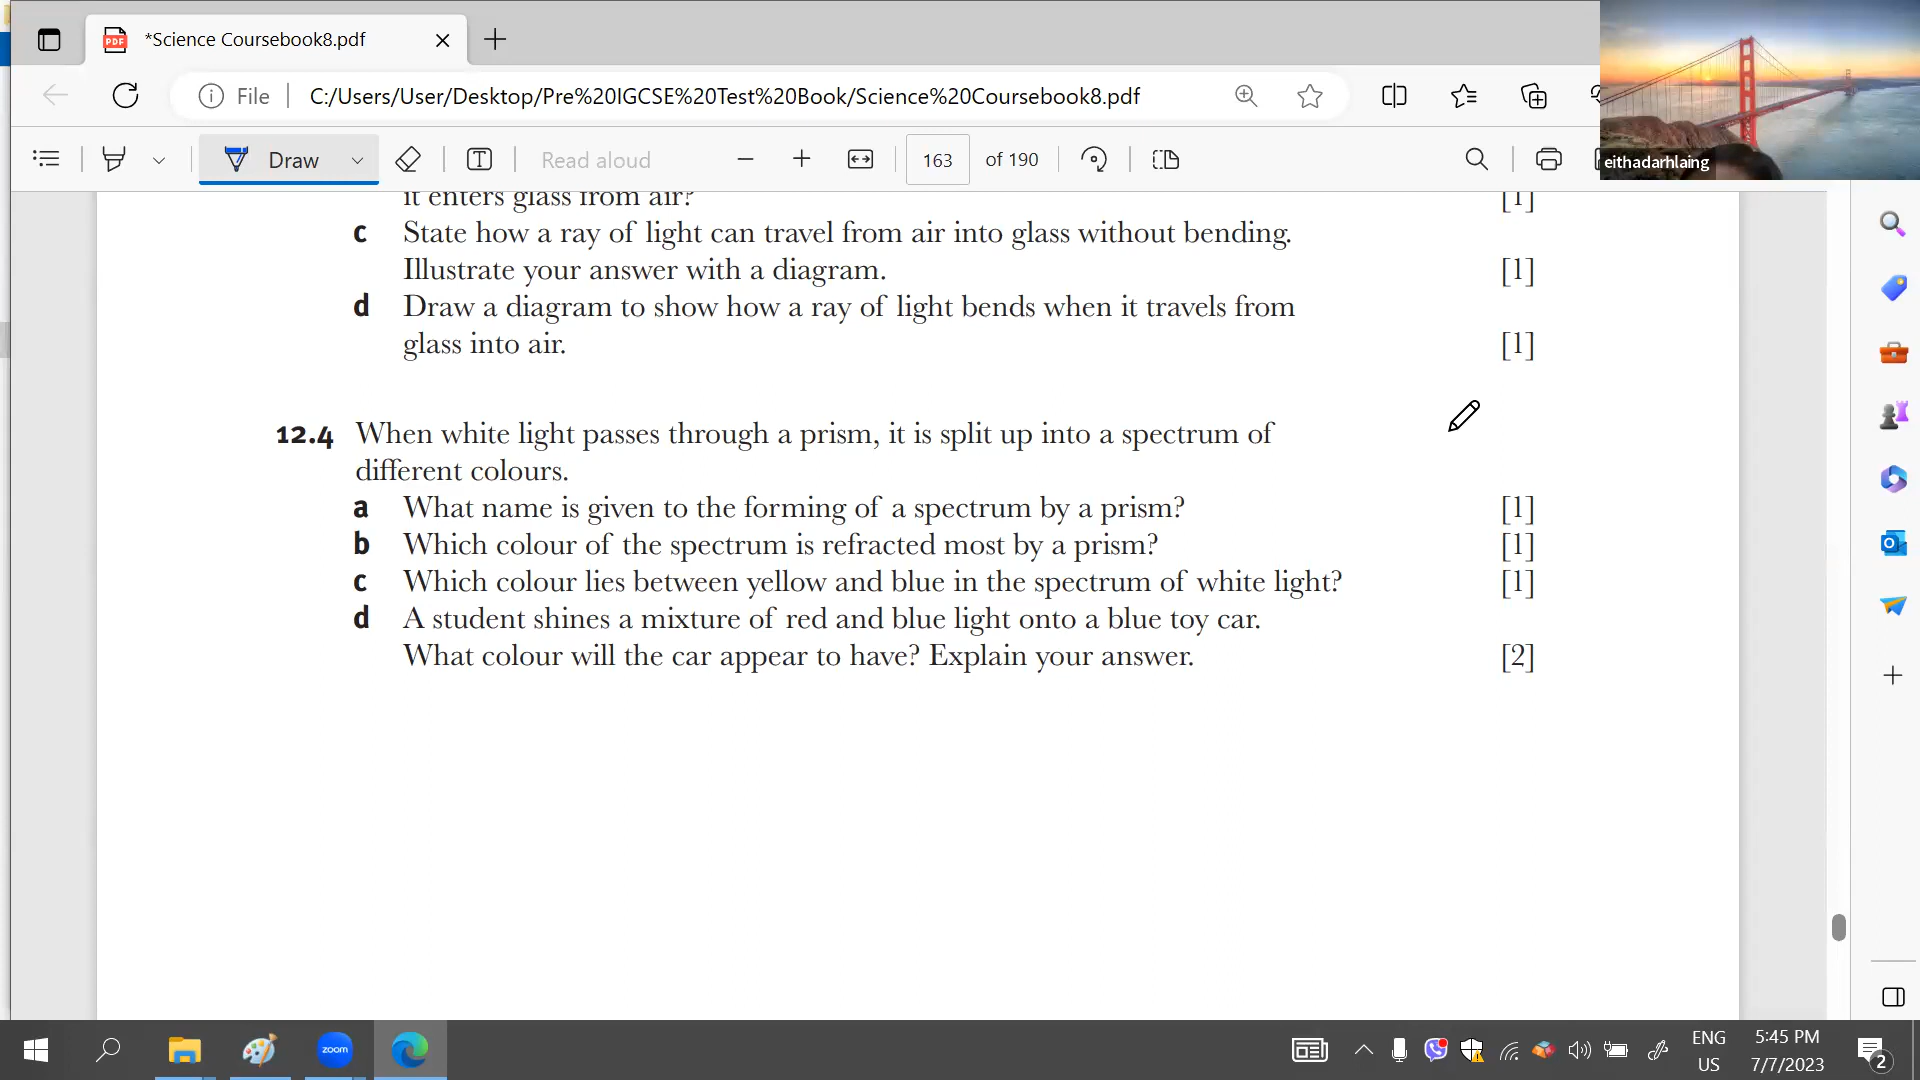 *Science Coursebook8.pdf
File
C:/Users/User/Desktop/Pre%20IGCSE%20Test%20Book/Science%20Coursebook8.pdf
eithadarhlaing
Draw
Read aloud
163
of 190
it enters glass from air? [1]
c State how a ray of light can travel from air into glass without bending.
Illustrate your answer with a diagram. [1]
d Draw a diagram to show how a ray of light bends when it travels from
glass into air. [1]
12.4 When white light passes through a prism, it is split up into a spectrum of
different colours.
a What name is given to the forming of a spectrum by a prism? [1]
b Which colour of the spectrum is refracted most by a prism? [1]
c Which colour lies between yellow and blue in the spectrum of white light? [1]
d A student shines a mixture of red and blue light onto a blue toy car.
What colour will the car appear to have? Explain your answer. [2]
zoom
ENG
US
5:45 PM
7/7/2023
2